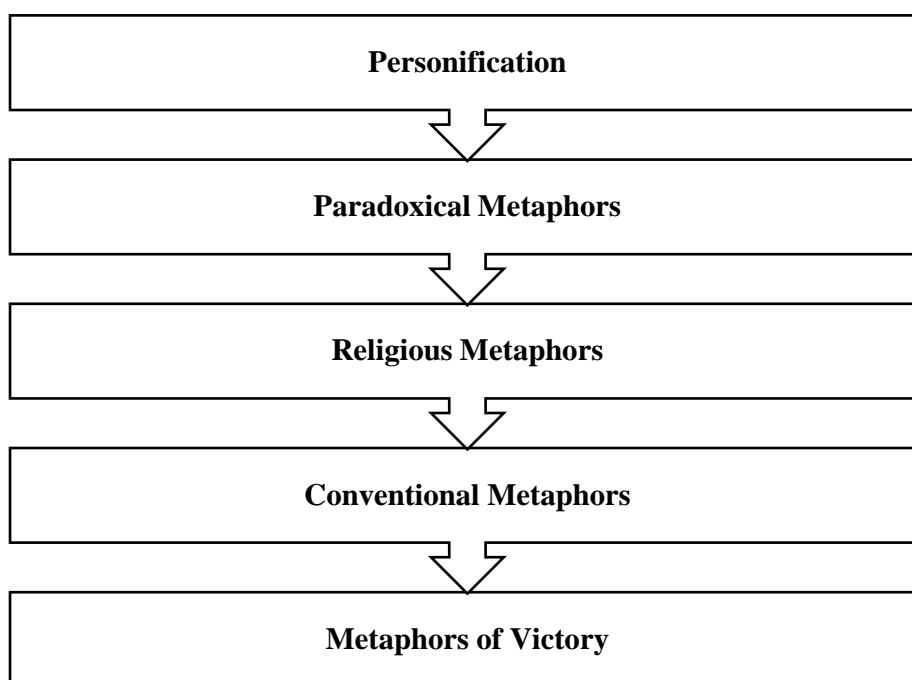 Personification
Paradoxical Metaphors
Religious Metaphors
Conventional Metaphors
Metaphors of Victory